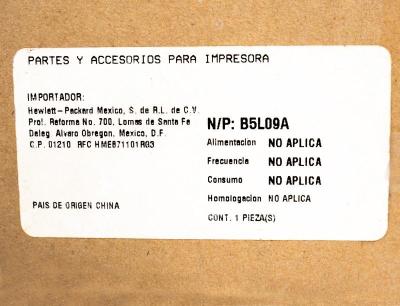 PARTES Y ACCESORIOS PARA IMPRESORA
IMPORTADOR:
Hewlett-Packard Mexico, S. de R.L. de C.V.
Prol. Reforma No. 700, Lomas de Santa Fe
Deleg. Alvaro Obregon, Mexico, D.F.
C.P. 01210 RFC HME871101RG3
PAIS DE ORIGEN CHINA
N/P: B5L09A
Alimentacion NO APLICA
Frecuencia NO APLICA
Consumo NO APLICA
Homologacion NO APLICA
CONT. 1 PIEZA(S)